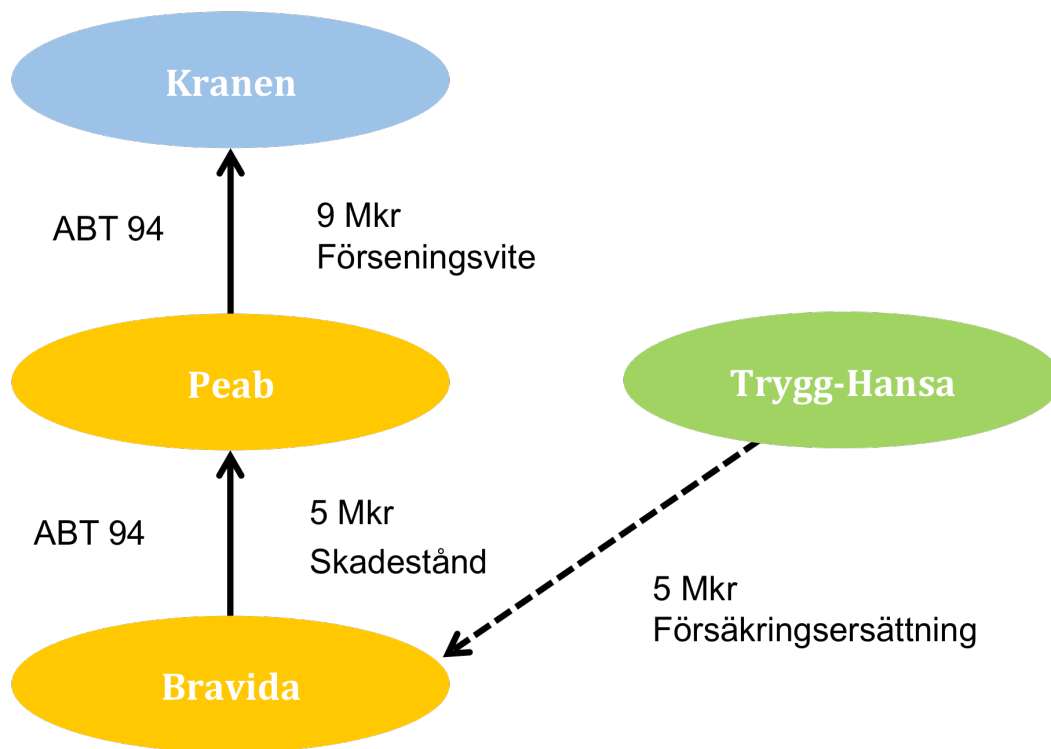 Kranen
ABT 94
9 Mkr
Förseningsvite
Peab
Trygg-Hansa
ABT 94
5 Mkr
Skadestånd
5 Mkr
Försäkringsersättning
Bravida